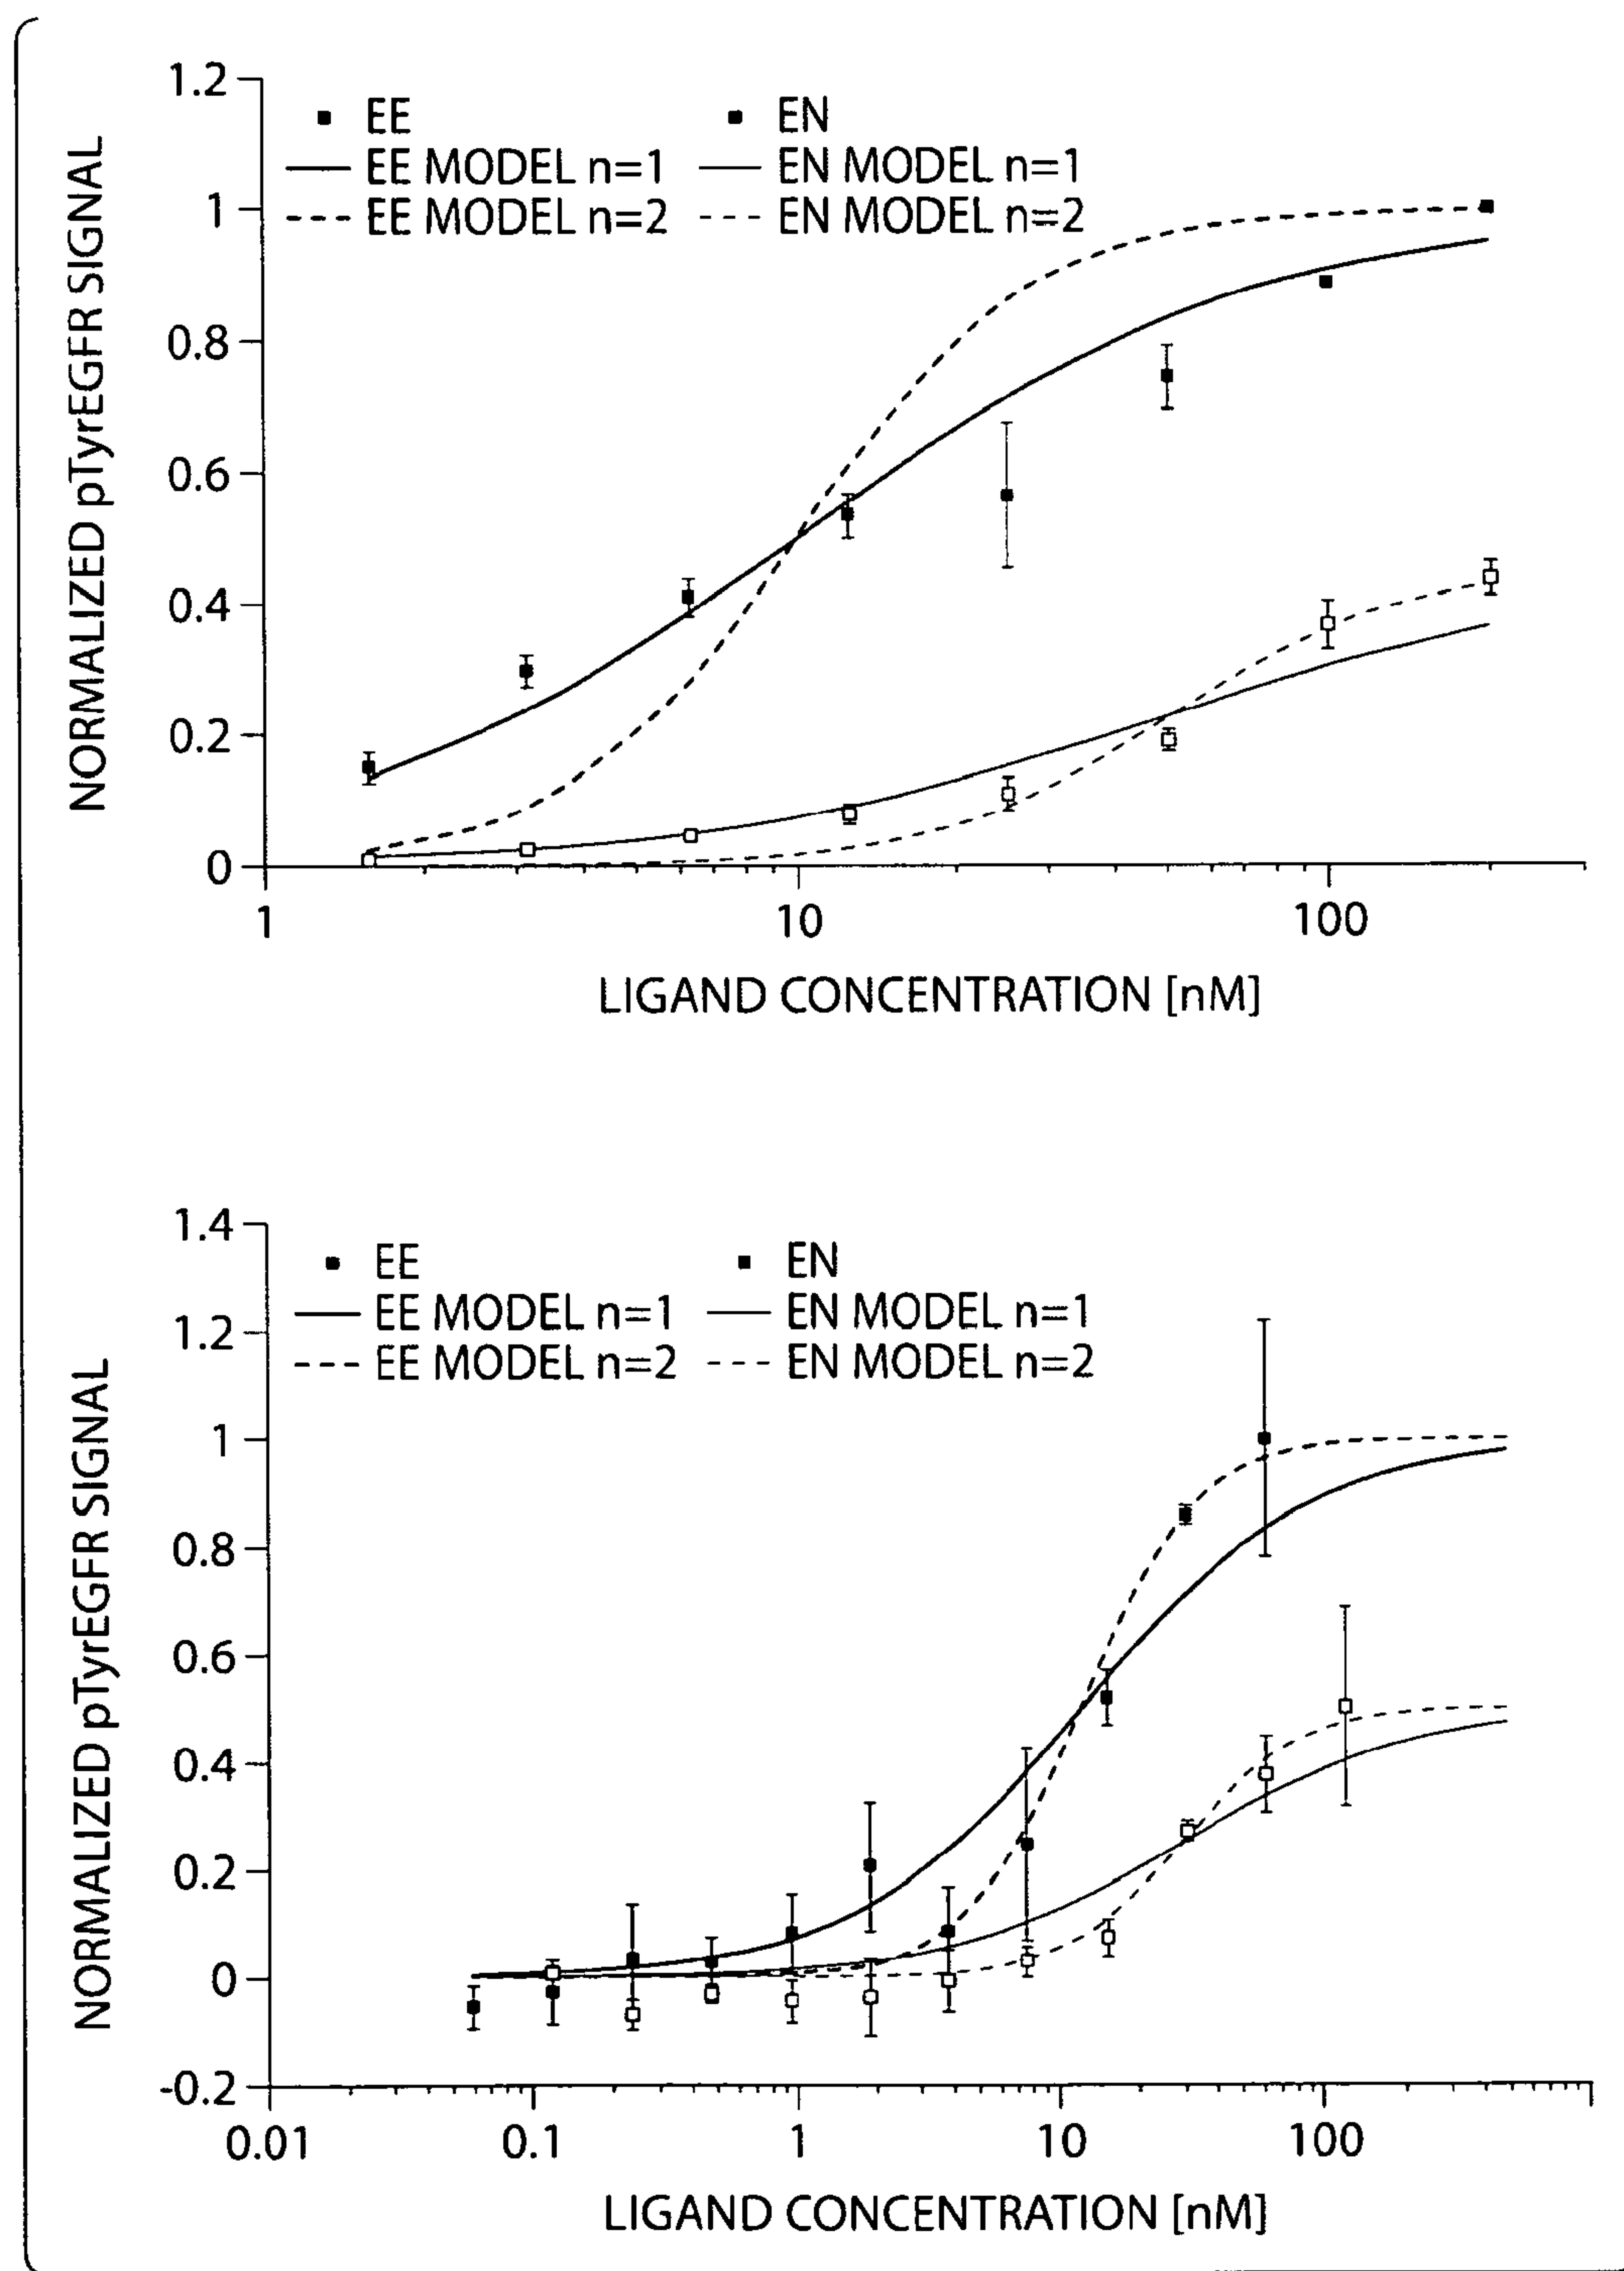 1.2
EE EN
EE MODEL n=1 EN MODEL n=1
EE MODEL n=2 EN MODEL n=2
1
0.8
0.6
0.4
0.2
0
NORMALIZED pTyrEGFR SIGNAL
1 10 100
LIGAND CONCENTRATION [nM]
1.4
EE EN
EE MODEL n=1 EN MODEL n=1
1.2
EE MODEL n=2 EN MODEL n=2
1
0.8
0.6
0.4
0.2
0
-0.2
NORMALIZED pTyrEGFR SIGNAL
0.01 0.1 1 10 100
LIGAND CONCENTRATION [nM]